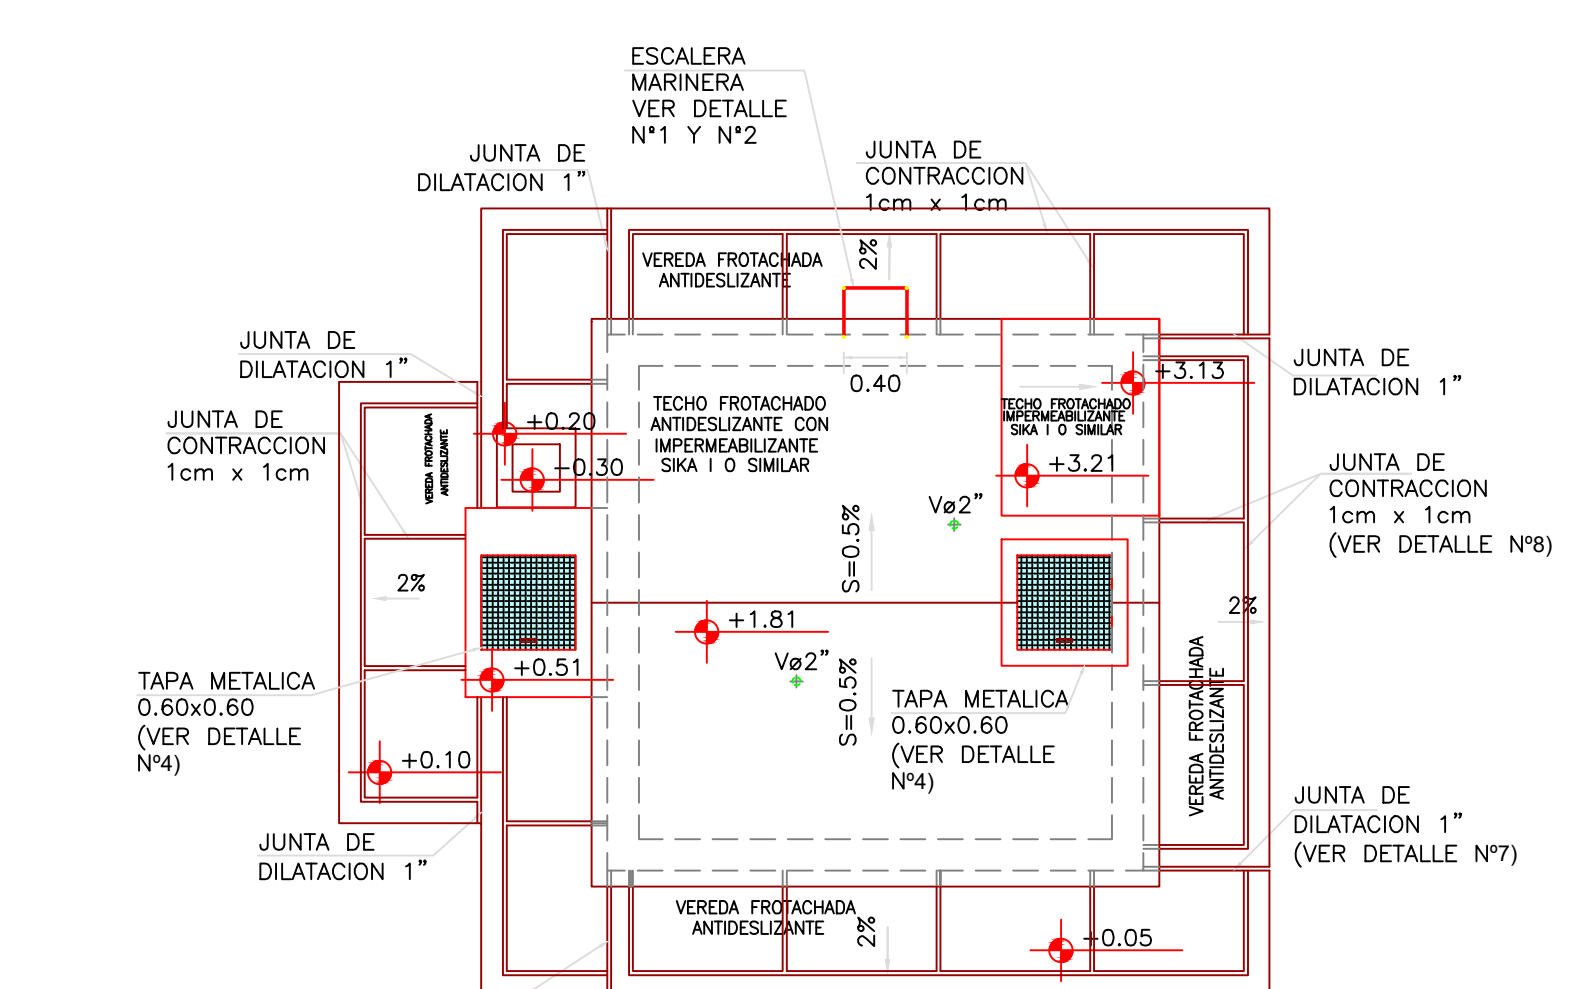 ESCALERA
MARINERA
VER DETALLE
Nº1 Y Nº2
JUNTA DE
DILATACION 1”
JUNTA DE
CONTRACCION
1cm x 1cm
VEREDA FROTACHADA
ANTIDESLIZANTE
2%
JUNTA DE
DILATACION 1”
0.40
+3.13
JUNTA DE
DILATACION 1”
JUNTA DE
CONTRACCION
1cm x 1cm
VEREDA FROTACHADA
ANTIDESLIZANTE
+0.20
-0.30
TECHO FROTACHADO
ANTIDESLIZANTE CON
IMPERMEABILIZANTE
SIKA I O SIMILAR
TECHO FROTACHADO
IMPERMEABILIZANTE
SIKA I O SIMILAR
+3.21
JUNTA DE
CONTRACCION
1cm x 1cm
(VER DETALLE Nº8)
Vø2”
S=0.5%
2%
2%
+1.81
Vø2”
S=0.5%
+0.51
TAPA METALICA
0.60x0.60
(VER DETALLE
Nº4)
TAPA METALICA
0.60x0.60
(VER DETALLE
Nº4)
VEREDA FROTACHADA
ANTIDESLIZANTE
+0.10
JUNTA DE
DILATACION 1”
(VER DETALLE Nº7)
JUNTA DE
DILATACION 1”
VEREDA FROTACHADA
ANTIDESLIZANTE
2%
+0.05